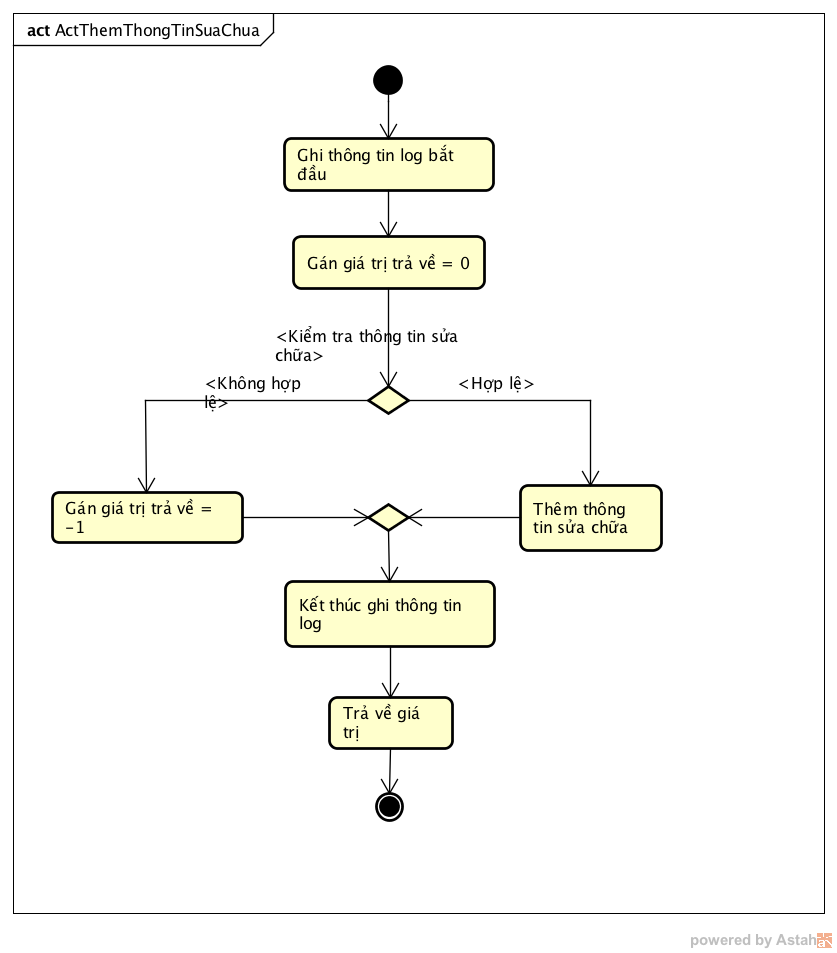 act ActThemThongTinSuaChua
Ghi thông tin log bắt
đầu
Gán giá trị trả về = 0
<Kiểm tra thông tin sửa
chữa>
<Không hợp
lệ>
<Hợp lệ>
Gán giá trị trả về =
-1
Thêm thông
tin sửa chữa
Kết thúc ghi thông tin
log
Trả về giá
trị
powered by Astah